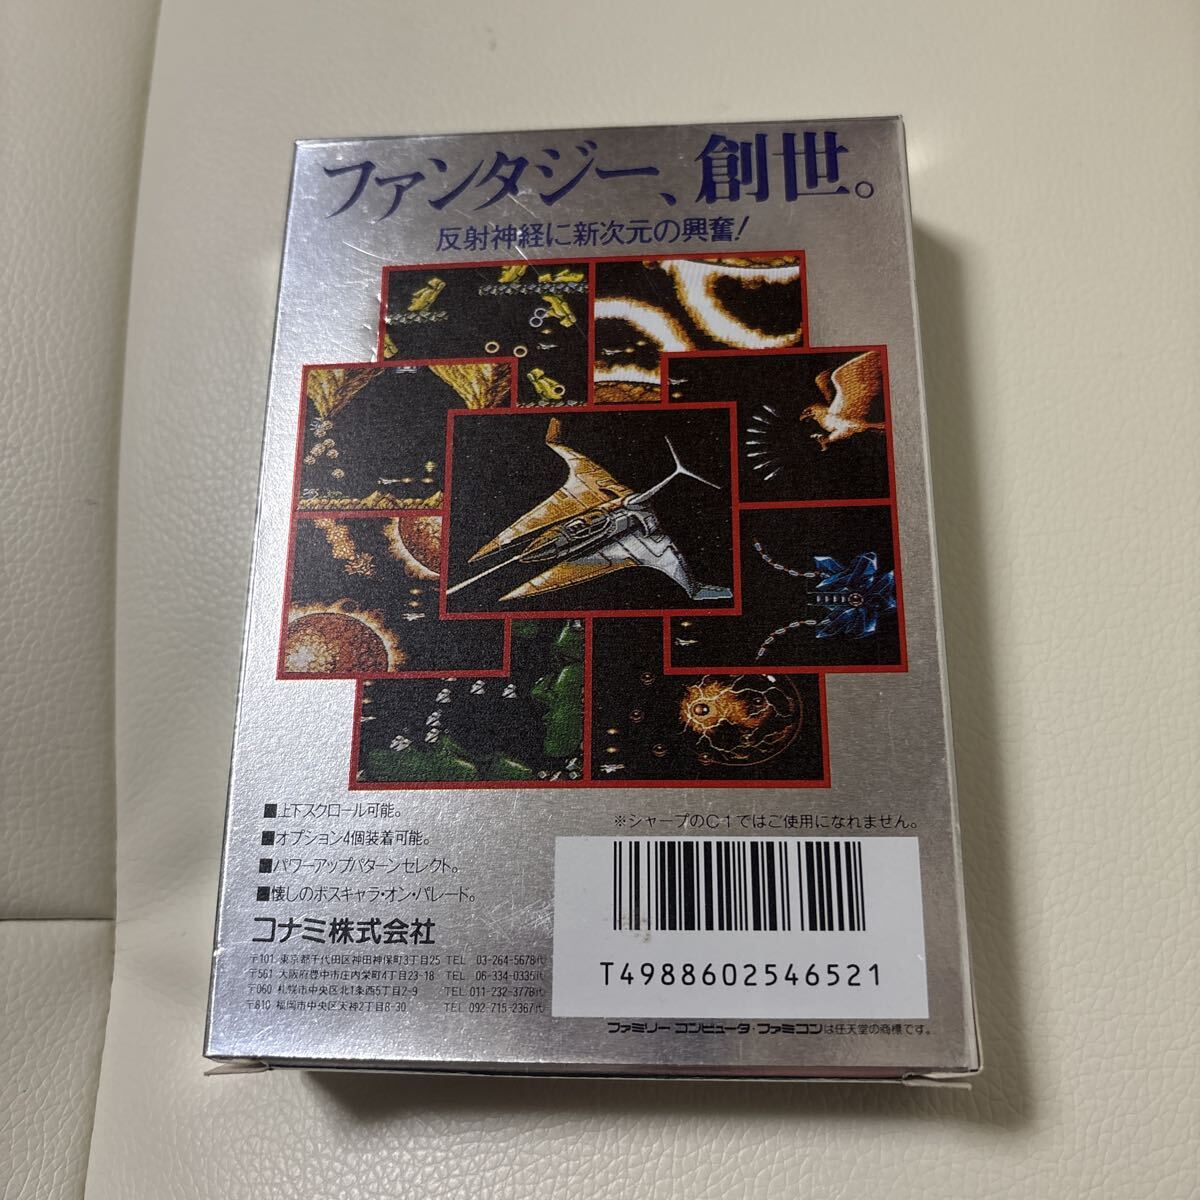 ファンタジー、創世。
反射神経に新次元の興奮!
■上下スクロール可能。
■オプション4個装着可能。
■パワーアップパターンセレクト。
■懐しのボスキャラ・オン・パレード。
※シャープのC1ではご使用になれません。
コナミ株式会社
〒101 東京都千代田区神田神保町3丁目25 TEL 03-264-5678代
〒561 大阪府豊中市庄内栄町4丁目23-18 TEL 06-334-0335代
〒060 札幌市中央区北1条西5丁目2-9 TEL 011-232-3778代
〒810 福岡市中央区天神2丁目8-30 TEL 092-715-2367代
T4988602546521
ファミリーコンピュータ・ファミコンは任天堂の商標です。